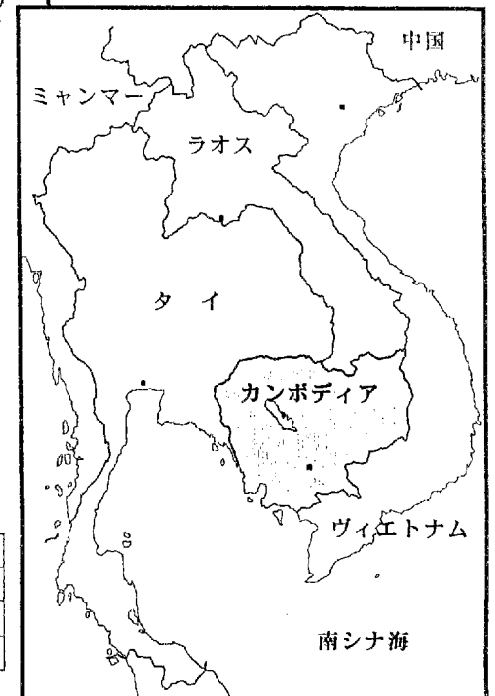 中国
ミャンマー
ラオス
タイ
カンボディア
ヴィエトナム
南シナ海